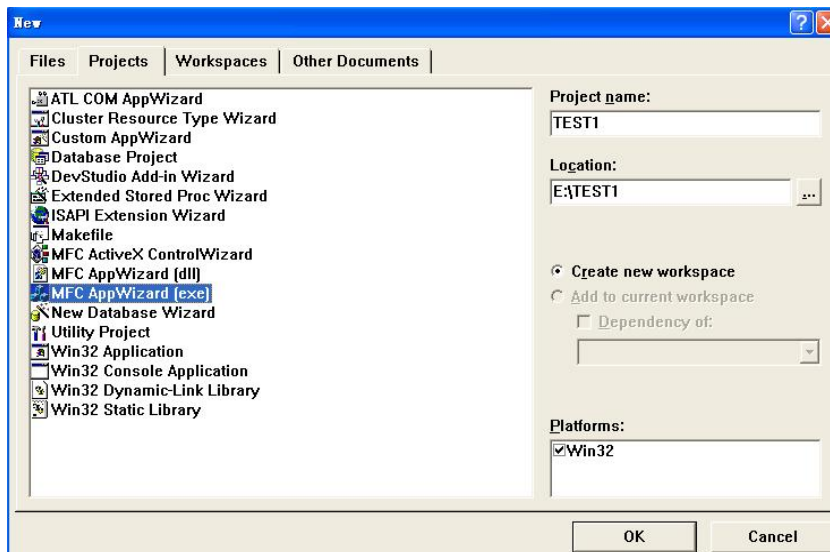 New
Files Projects Workspaces Other Documents
ATL COM AppWizard
Cluster Resource Type Wizard
Custom AppWizard
Database Project
DevStudio Add-in Wizard
Extended Stored Proc Wizard
ISAPI Extension Wizard
Makefile
MFC ActiveX ControlWizard
MFC AppWizard (dll)
MFC AppWizard (exe)
New Database Wizard
Utility Project
Win32 Application
Win32 Console Application
Win32 Dynamic-Link Library
Win32 Static Library
Project name:
TEST1
Location:
E:\TEST1
...
Create new workspace
Add to current workspace
Dependency of:
Platforms:
Win32
OK Cancel